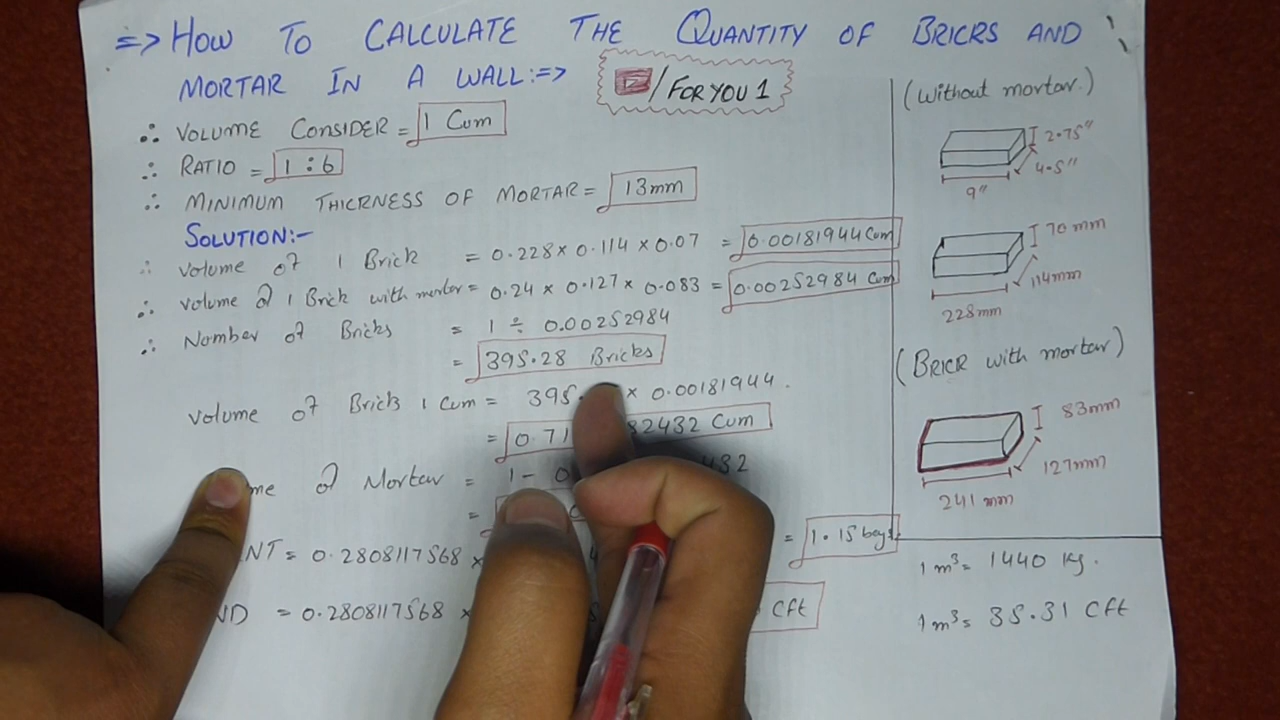 => HOW TO CALCULATE THE QUANTITY OF BRICKS AND
MORTAR IN A WALL:=>
/FOR YOU 1
∴ VOLUME CONSIDER = 1 Cum
∴ RATIO = 1:6
∴ MINIMUM THICKNESS OF MORTAR = 13mm
SOLUTION:-
∴ Volume of 1 Brick = 0.228 × 0.114 × 0.07 = 0.00181944 Cum
∴ Volume of 1 Brick with mortar = 0.24 × 0.127 × 0.083 = 0.00252984 Cum
∴ Number of Bricks = 1 ÷ 0.00252984
= 395.28 Bricks
Volume of Brick 1 Cum = 395. × 0.00181944.
= 0.71 82432 Cum
of Mortar = 1 - 0 432
=
NT = 0.2808117568 × = 1.15 bags
ND = 0.2808117568 × Cft
(Without mortar.)
2.75"
4.5"
9"
70 mm
114mm
228mm
(BRICK with mortar)
83mm
127mm
241 mm
1 m³ = 1440 Kg.
1 m³ = 35.31 Cft